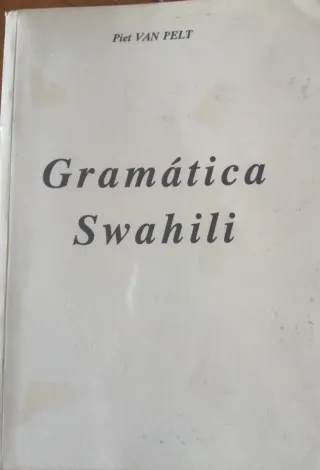 Piet VAN PELT
Gramática
Swahili